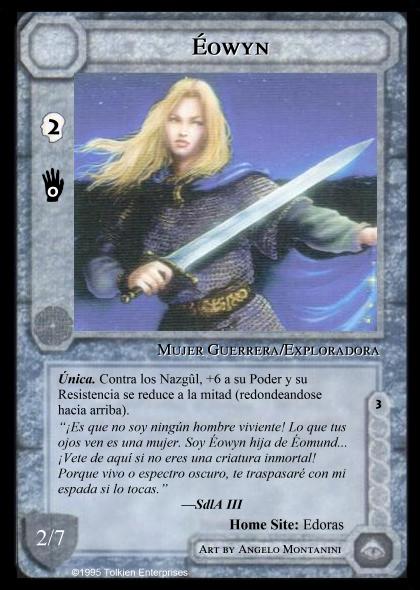 Éowyn
2
0
Mujer Guerrera/Exploradora
Única. Contra los Nazgûl, +6 a su Poder y su
Resistencia se reduce a la mitad (redondeandose
hacia arriba).
“¡Es que no soy ningún hombre viviente! Lo que tus
ojos ven es una mujer. Soy Éowyn hija de Éomund...
¡Vete de aquí si no eres una criatura inmortal!
Porque vivo o espectro oscuro, te traspasaré con mi
espada si lo tocas.”
—SdlA III
3
Home Site: Edoras
2/7
Art by Angelo Montanini
©1995 Tolkien Enterprises